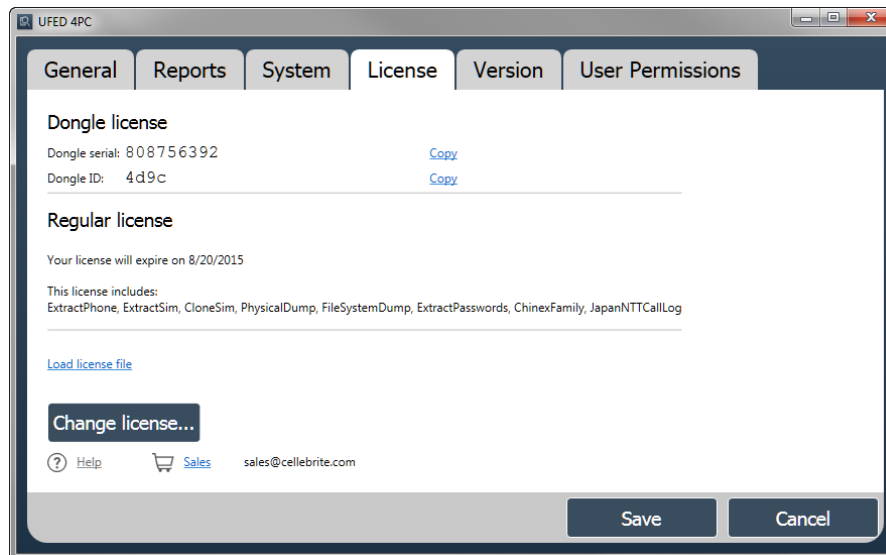 UFED 4PC
General Reports System License Version User Permissions
Dongle license
Dongle serial: 808756392 Copy
Dongle ID: 4d9c Copy
Regular license
Your license will expire on 8/20/2015
This license includes:
ExtractPhone, ExtractSim, CloneSim, PhysicalDump, FileSystemDump, ExtractPasswords, ChinexFamily, JapanNTTCallLog
Load license file
Change license...
? Help Sales sales@cellebrite.com
Save Cancel